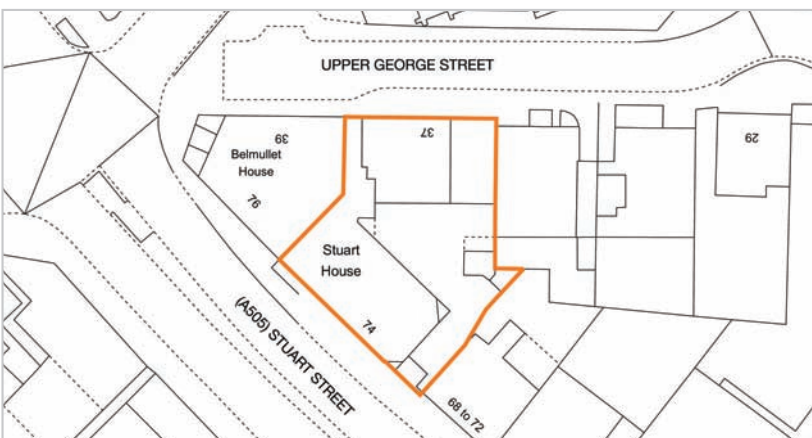 UPPER GEORGE STREET
39
37
29
Belmullet
House
76
Stuart
House
74
(A505) STUART STREET
68 to 72